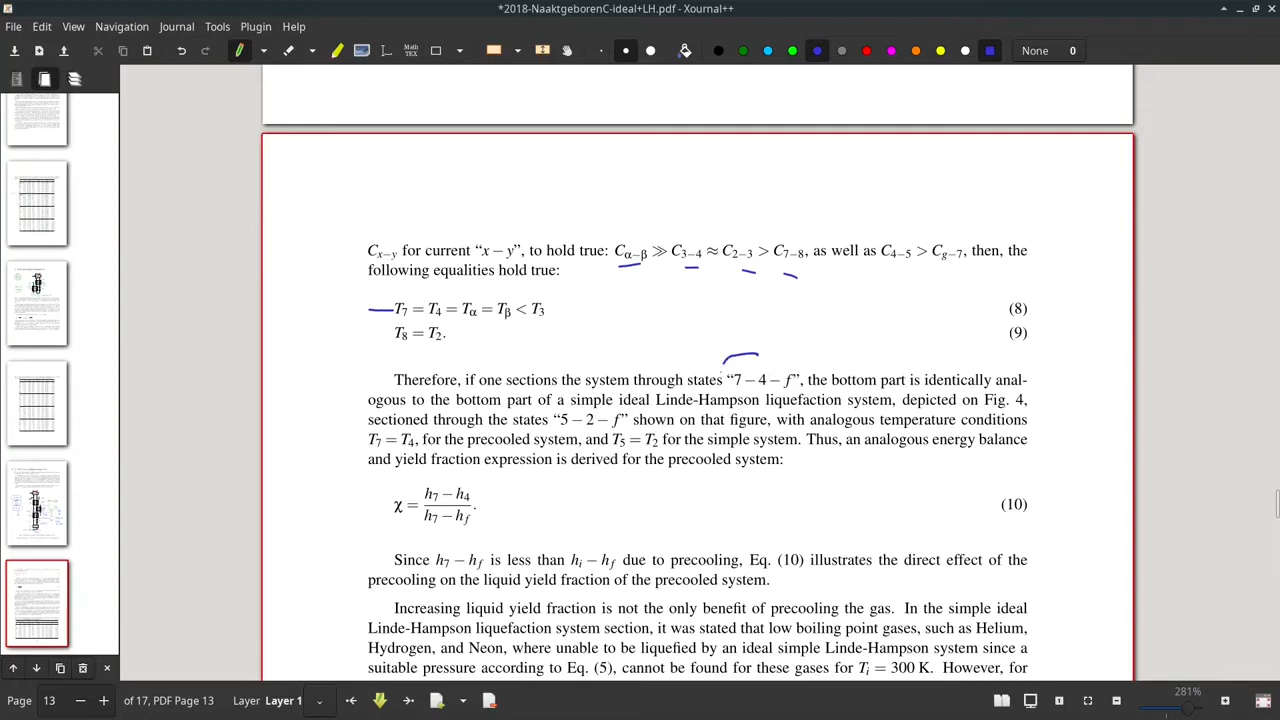 *2018-NaaktgeborenC-ideal+LH.pdf - Xournal++
File Edit View Navigate Journal Tools Plugin Help
Math TEX
None 0
C_{x−y} for current “x − y”, to hold true: C_{α−β} ≫ C_{3−4} ≈ C_{2−3} > C_{7−8}, as well as C_{4−5} > C_{g−7}, then, the
following equalities hold true:
T_7 = T_4 = T_α = T_β < T_3 (8)
T_8 = T_2. (9)
Therefore, if one sections the system through states “7 − 4 − f”, the bottom part is identically anal-
ogous to the bottom part of a simple ideal Linde-Hampson liquefaction system, depicted on Fig. 4,
sectioned through the states “5 − 2 − f” shown on that figure, with analogous temperature conditions
T_7 = T_4, for the precooled system, and T_5 = T_2 for the simple system. Thus, an analogous energy balance
and yield fraction expression is derived for the precooled system:
χ = (h_7 − h_4) / (h_7 − h_f). (10)
Since h_7 − h_f is less than h_i − h_f due to precooling, Eq. (10) illustrates the direct effect of the
precooling on the liquid yield fraction of the precooled system.
Increasing liquid yield fraction is not the only benefit of precooling the gas. In the simple ideal
Linde-Hampson liquefaction system section, it was stated that low boiling point gases, such as Helium,
Hydrogen, and Neon, where unable to be liquefied by an ideal simple Linde-Hampson system since a
suitable pressure according to Eq. (5), cannot be found for these gases for T_i = 300 K. However, for
Page 13 of 17, PDF Page 13 Layer Layer 1 281%